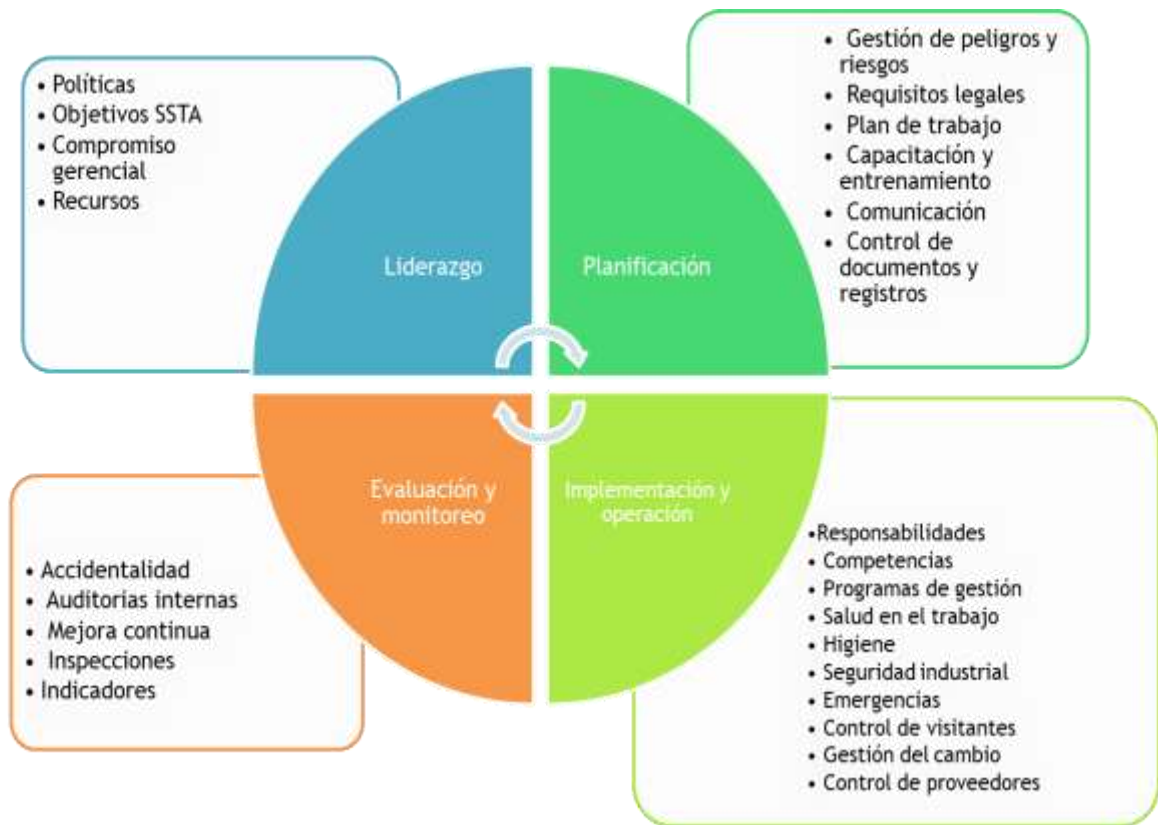 • Políticas
• Objetivos SSTA
• Compromiso
gerencial
• Recursos
• Gestión de peligros y
riesgos
• Requisitos legales
• Plan de trabajo
• Capacitación y
entrenamiento
• Comunicación
• Control de
documentos y
registros
Liderazgo
Planificación
Evaluación y
monitoreo
Implementación y
operación
• Accidentalidad
• Auditorias internas
• Mejora continua
• Inspecciones
• Indicadores
•Responsabilidades
• Competencias
• Programas de gestión
• Salud en el trabajo
• Higiene
• Seguridad industrial
• Emergencias
• Control de visitantes
• Gestión del cambio
• Control de proveedores